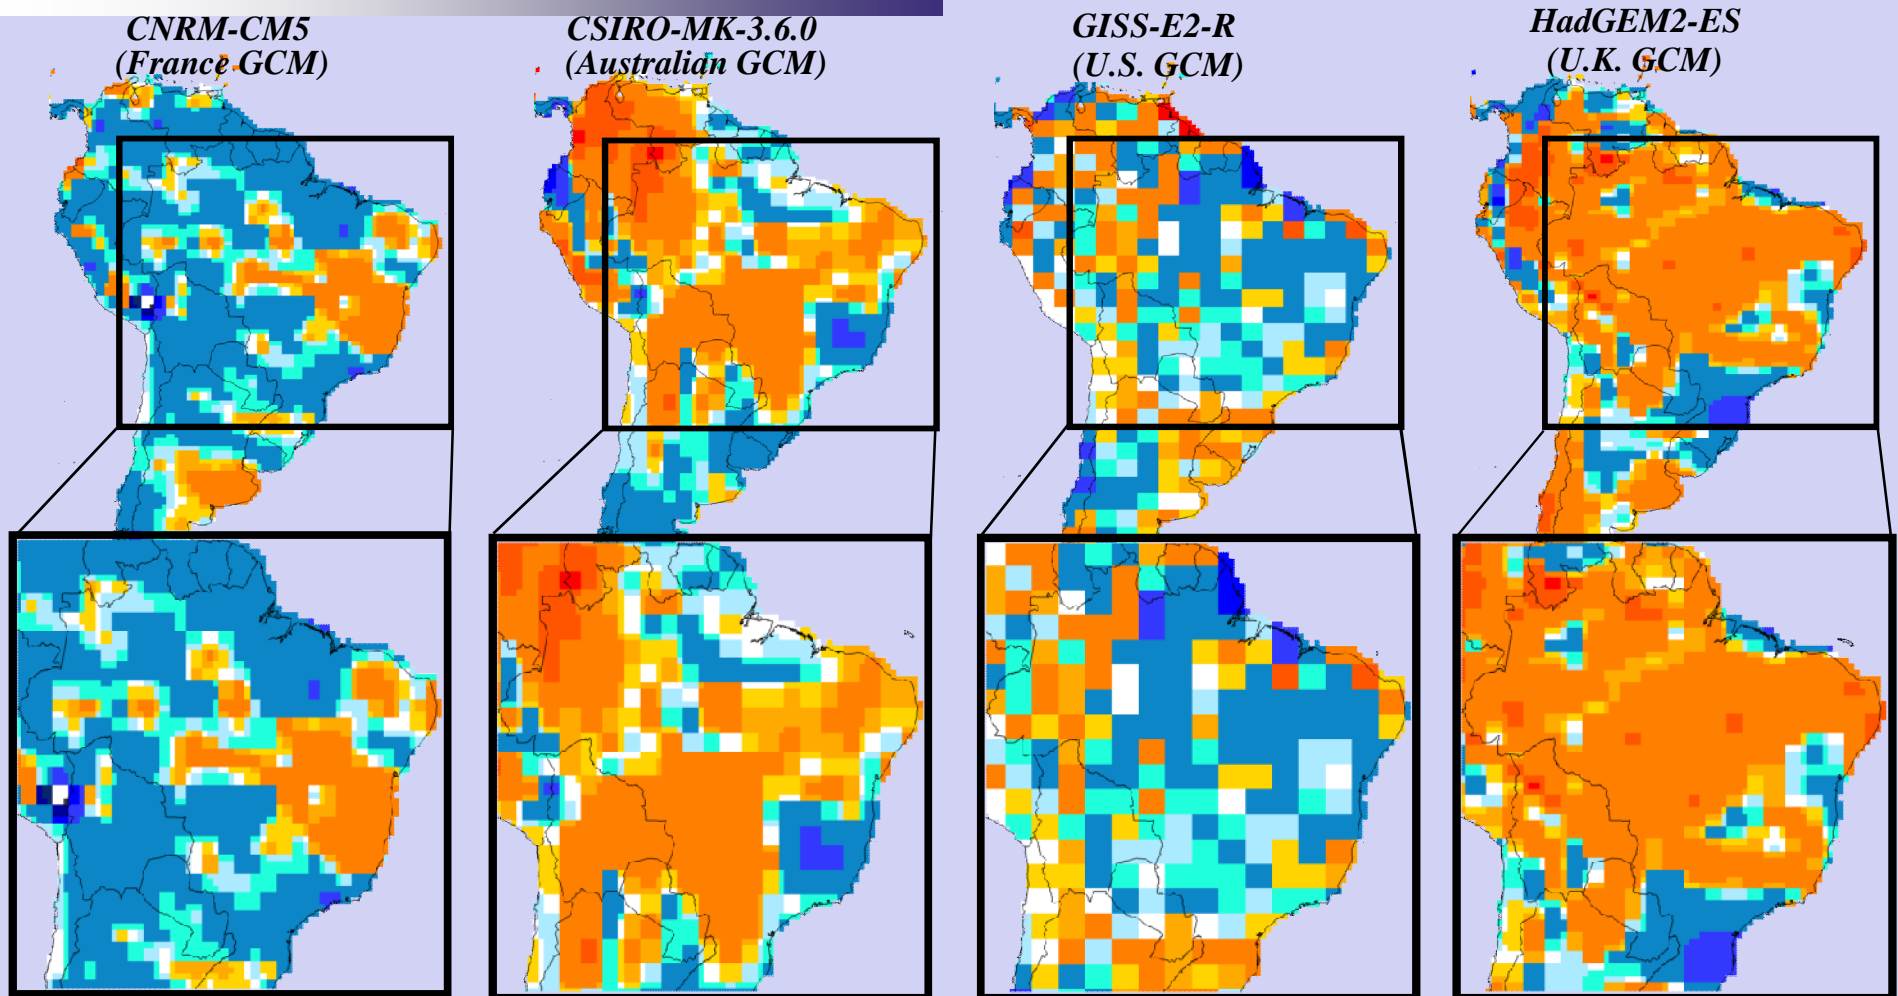 CNRM-CM5
(France GCM)
CSIRO-MK-3.6.0
(Australian GCM)
GISS-E2-R
(U.S. GCM)
HadGEM2-ES
(U.K. GCM)